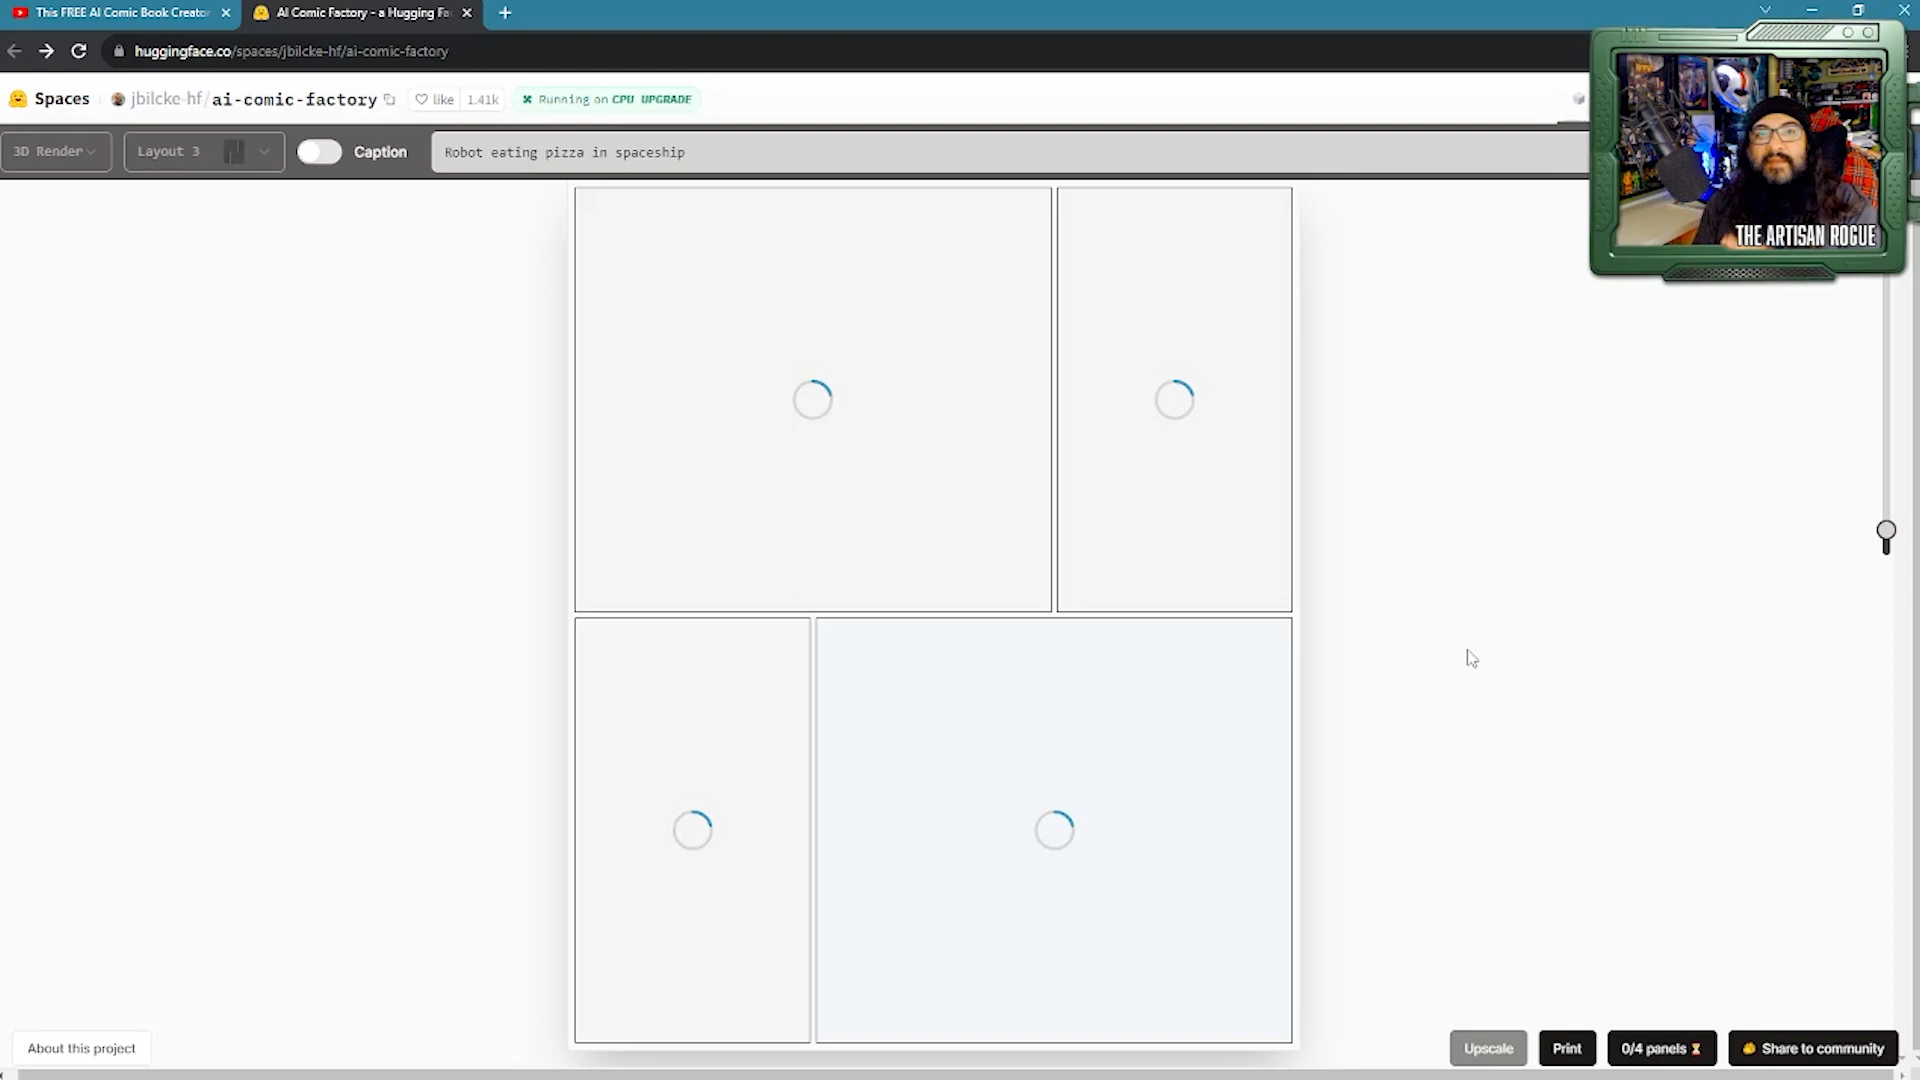 This FREE AI Comic Book Creator
AI Comic Factory - a Hugging Fa
huggingface.co/spaces/jbilcke-hf/ai-comic-factory
Spaces
jbilcke-hf/ai-comic-factory
like
1.41k
Running on CPU UPGRADE
3D Render
Layout 3
Caption
Robot eating pizza in spaceship
THE ARTISAN ROGUE
About this project
Upscale
Print
0/4 panels
Share to community